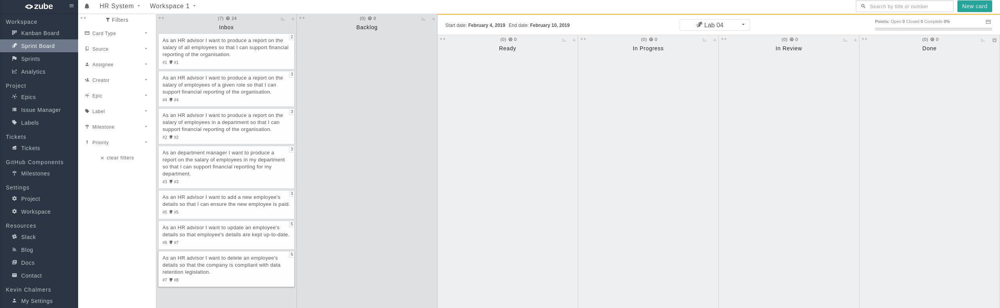 zube
Workspace
Kanban Board
Sprint Board
Sprints
Analytics
Project
Epics
Issue Manager
Labels
Tickets
Tickets
GitHub Components
Milestones
Settings
Project
Workspace
Resources
Slack
Blog
Docs
Contact
Kevin Chalmers
My Settings
HR System
Workspace 1
Search by title or number
New card
Filters
Card Type
Source
Assignee
Creator
Epic
Label
Milestone
Priority
clear filters
(7) 24
Inbox
2
As an HR advisor I want to produce a report on the
salary of all employees so that I can support financial
reporting of the organisation.
#1 #1
3
As an HR advisor I want to produce a report on the
salary of employees of a given role so that I can
support financial reporting of the organisation.
#4 #4
3
As an HR advisor I want to produce a report on the
salary of employees in a department so that I can
support financial reporting of the organisation.
#2 #2
3
As an department manager I want to produce a
report on the salary of employees in my department
so that I can support financial reporting for my
department.
#3 #3
3
As an HR advisor I want to add a new employee's
details so that I can ensure the new employee is paid.
#5 #5
5
As an HR advisor I want to update an employee's
details so that employee's details are kept up-to-date.
#6 #7
5
As an HR advisor I want to delete an employee's
details so that the company is compliant with data
retention legislation.
#7 #8
(0) 0
Backlog
Start date: February 4, 2019 End date: February 10, 2019
Lab 04
Points: Open 0 Closed 0 Complete 0%
(0) 0
Ready
(0) 0
In Progress
(0) 0
In Review
(0) 0
Done